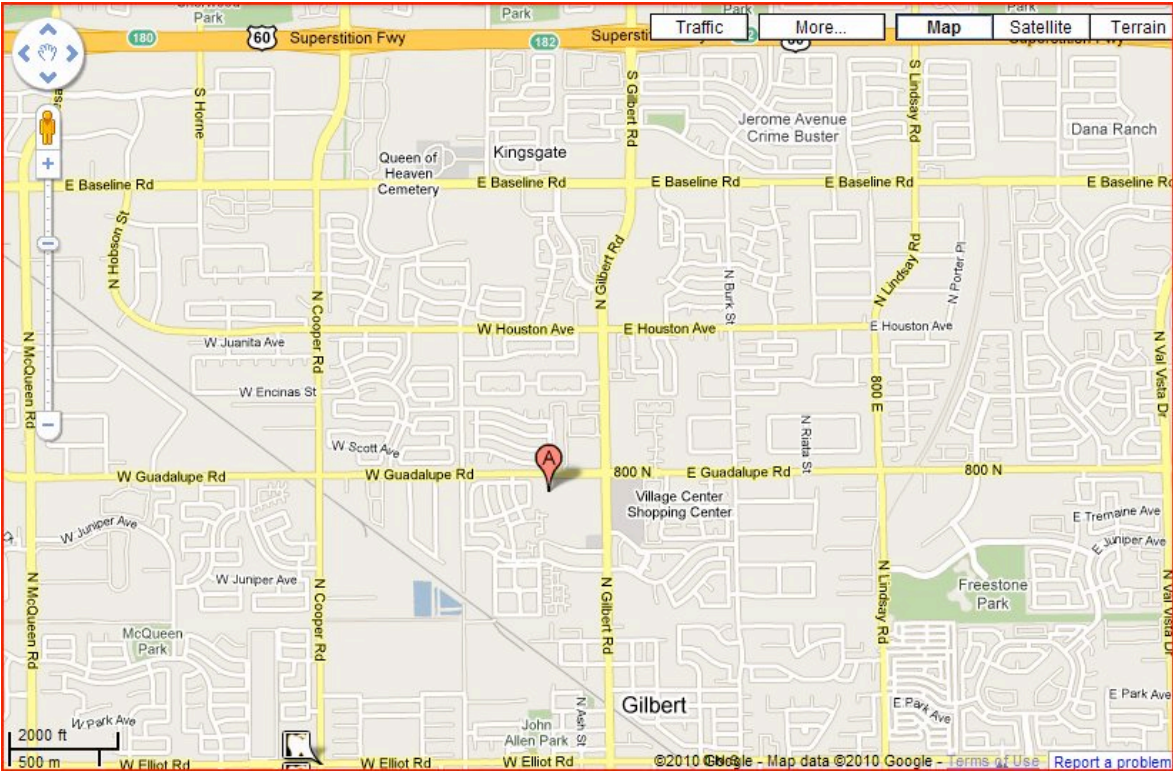 Park
Park
Park
Park
180
60
Superstition Fwy
182
Traffic
More...
Map
Satellite
Terrain
S Horne
S Gilbert Rd
S Lindsay Rd
Jerome Avenue
Crime Buster
Dana Ranch
Queen of
Heaven
Cemetery
Kingsgate
E Baseline Rd
E Baseline Rd
E Baseline Rd
E Baseline Rd
E Baseline Rd
N Hobson St
N Gilbert Rd
N Lindsay Rd
N Porter Pl
N Burk St
N Cooper Rd
N McQueen Rd
W Houston Ave
E Houston Ave
E Houston Ave
W Juanita Ave
N Val Vista Dr
W Encinas St
800 E
N Riata St
W Scott Ave
A
W Guadalupe Rd
W Guadalupe Rd
800 N
E Guadalupe Rd
800 N
Village Center
Shopping Center
W Juniper Ave
E Tremaine Ave
E Juniper Ave
W Juniper Ave
N McQueen Rd
N Cooper Rd
N Gilbert Rd
N Lindsay Rd
N Val Vista Dr
Freestone
Park
McQueen
Park
Gilbert
E Park Ave
E Park Ave
W Park Ave
N Ash St
John
Allen Park
2000 ft
500 m
W Elliot Rd
W Elliot Rd
W Elliot Rd
©2010 Google - Map data ©2010 Google - Terms of Use
Report a problem